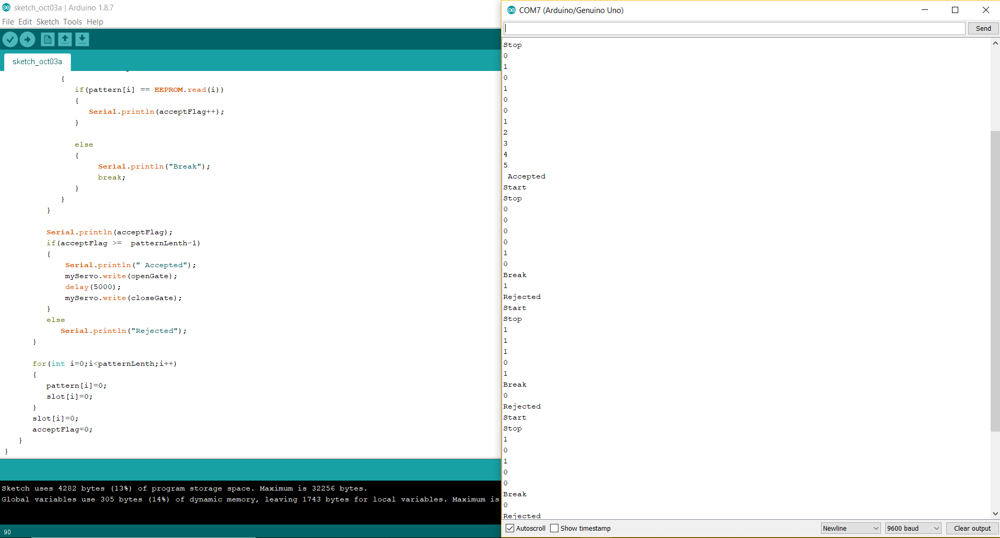 sketch_oct03a | Arduino 1.8.7
File Edit Sketch Tools Help
sketch_oct03a
{
if(pattern[i] == EEPROM.read(i))
{
Serial.println(acceptFlag++);
}
else
{
Serial.println("Break");
break;
}
}
}
Serial.println(acceptFlag);
if(acceptFlag >=  patternLenth-1)
{
Serial.println(" Accepted");
myServo.write(openGate);
delay(5000);
myServo.write(closeGate);
}
else
Serial.println("Rejected");
}
for(int i=0;i<patternLenth;i++)
{
pattern[i]=0;
slot[i]=0;
}
slot[i]=0;
acceptFlag=0;
}
}
Sketch uses 4282 bytes (13%) of program storage space. Maximum is 32256 bytes.
Global variables use 305 bytes (14%) of dynamic memory, leaving 1743 bytes for local variables. Maximum is
90
COM7 (Arduino/Genuino Uno)
Send
Stop
0
1
0
1
0
0
1
2
3
4
5
Accepted
Start
Stop
0
0
0
0
1
0
Break
1
Rejected
Start
Stop
1
1
1
0
1
Break
0
Rejected
Start
Stop
1
0
1
0
0
Break
0
Rejected
Autoscroll Show timestamp Newline 9600 baud Clear output